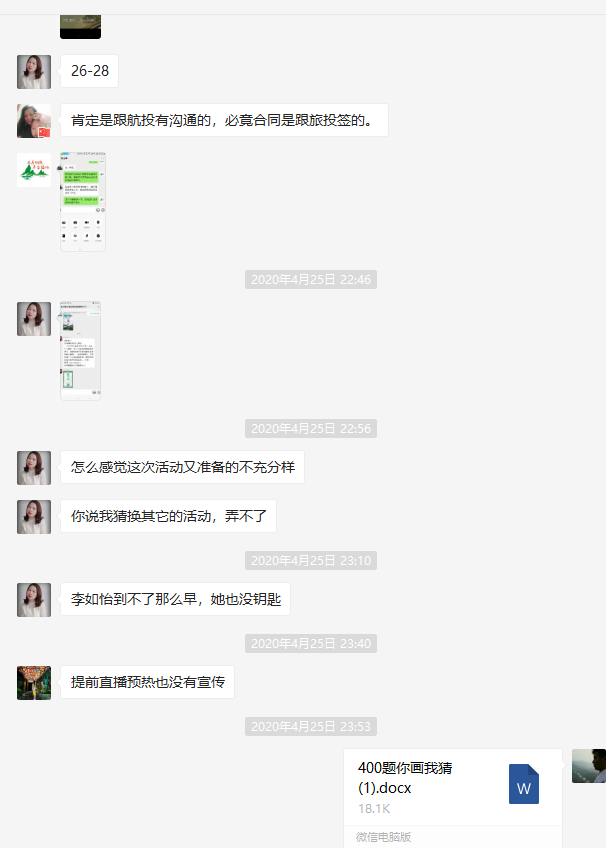 26-28
肯定是跟航投有沟通的，必竟合同是跟旅投签的。
2020年4月25日 22:46
2020年4月25日 22:56
怎么感觉这次活动又准备的不充分样
你说我猜换其它的活动，弄不了
2020年4月25日 23:10
李如怡到不了那么早，她也没钥匙
2020年4月25日 23:40
提前直播预热也没有宣传
2020年4月25日 23:53
400题你画我猜
(1).docx
W
18.1K
微信电脑版